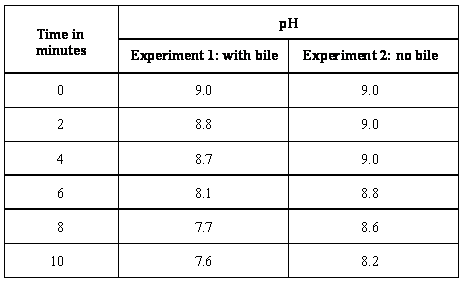 Time in minutes pH
Experiment 1: with bile Experiment 2: no bile
0 9.0 9.0
2 8.8 9.0
4 8.7 9.0
6 8.1 8.8
8 7.7 8.6
10 7.6 8.2